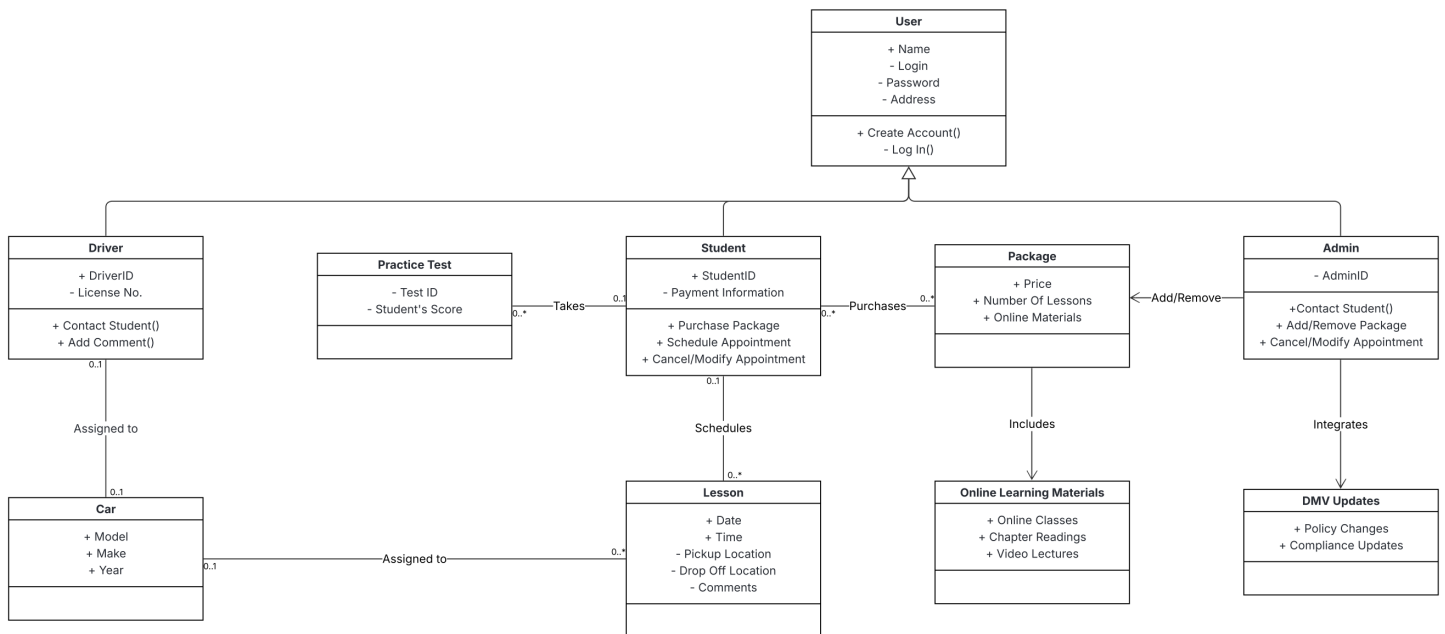 User
+ Name
- Login
- Password
- Address
+ Create Account()
- Log In()
Driver
+ DriverID
- License No.
+ Contact Student()
+ Add Comment()
Practice Test
- Test ID
- Student's Score
Student
+ StudentID
- Payment Information
+ Purchase Package
+ Schedule Appointment
+ Cancel/Modify Appointment
Package
+ Price
+ Number Of Lessons
+ Online Materials
Admin
- AdminID
+Contact Student()
+ Add/Remove Package
+ Cancel/Modify Appointment
0..*
Takes
0..1
0..*
Purchases
0..*
Add/Remove
0..1
Assigned to
0..1
0..1
Schedules
0..*
Includes
Integrates
Car
+ Model
+ Make
+ Year
0..1
Assigned to
0..*
Lesson
+ Date
+ Time
- Pickup Location
- Drop Off Location
- Comments
Online Learning Materials
+ Online Classes
+ Chapter Readings
+ Video Lectures
DMV Updates
+ Policy Changes
+ Compliance Updates